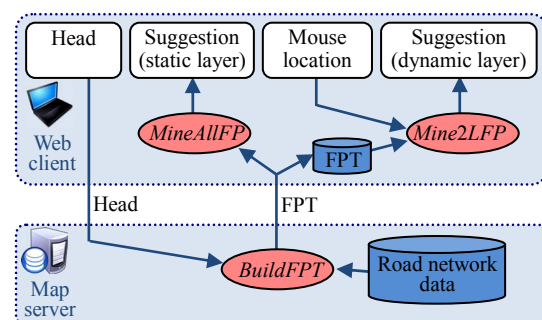 Head
Suggestion
(static layer)
Mouse
location
Suggestion
(dynamic layer)
MineAllFP
Mine2LFP
FPT
Web
client
Head
FPT
Map
server
BuildFPT
Road network
data